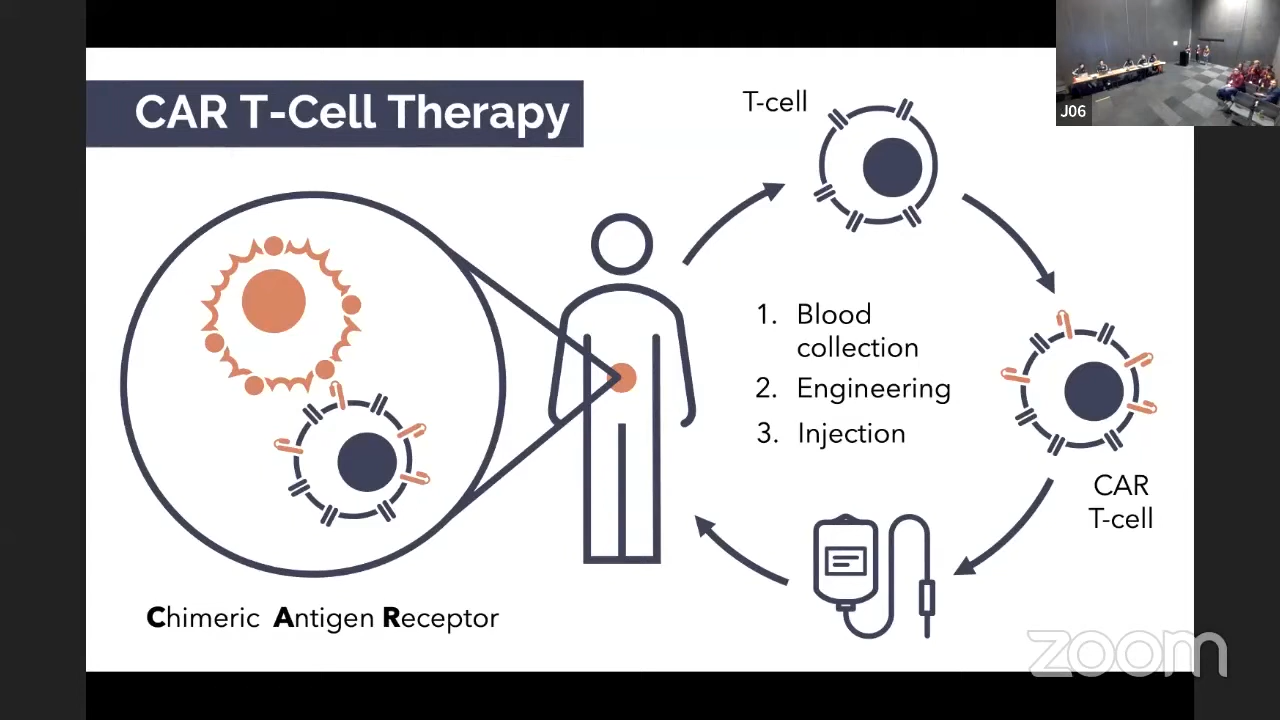 CAR T-Cell Therapy
T-cell
J06
1. Blood
collection
2. Engineering
3. Injection
CAR
T-cell
Chimeric Antigen Receptor
zoom